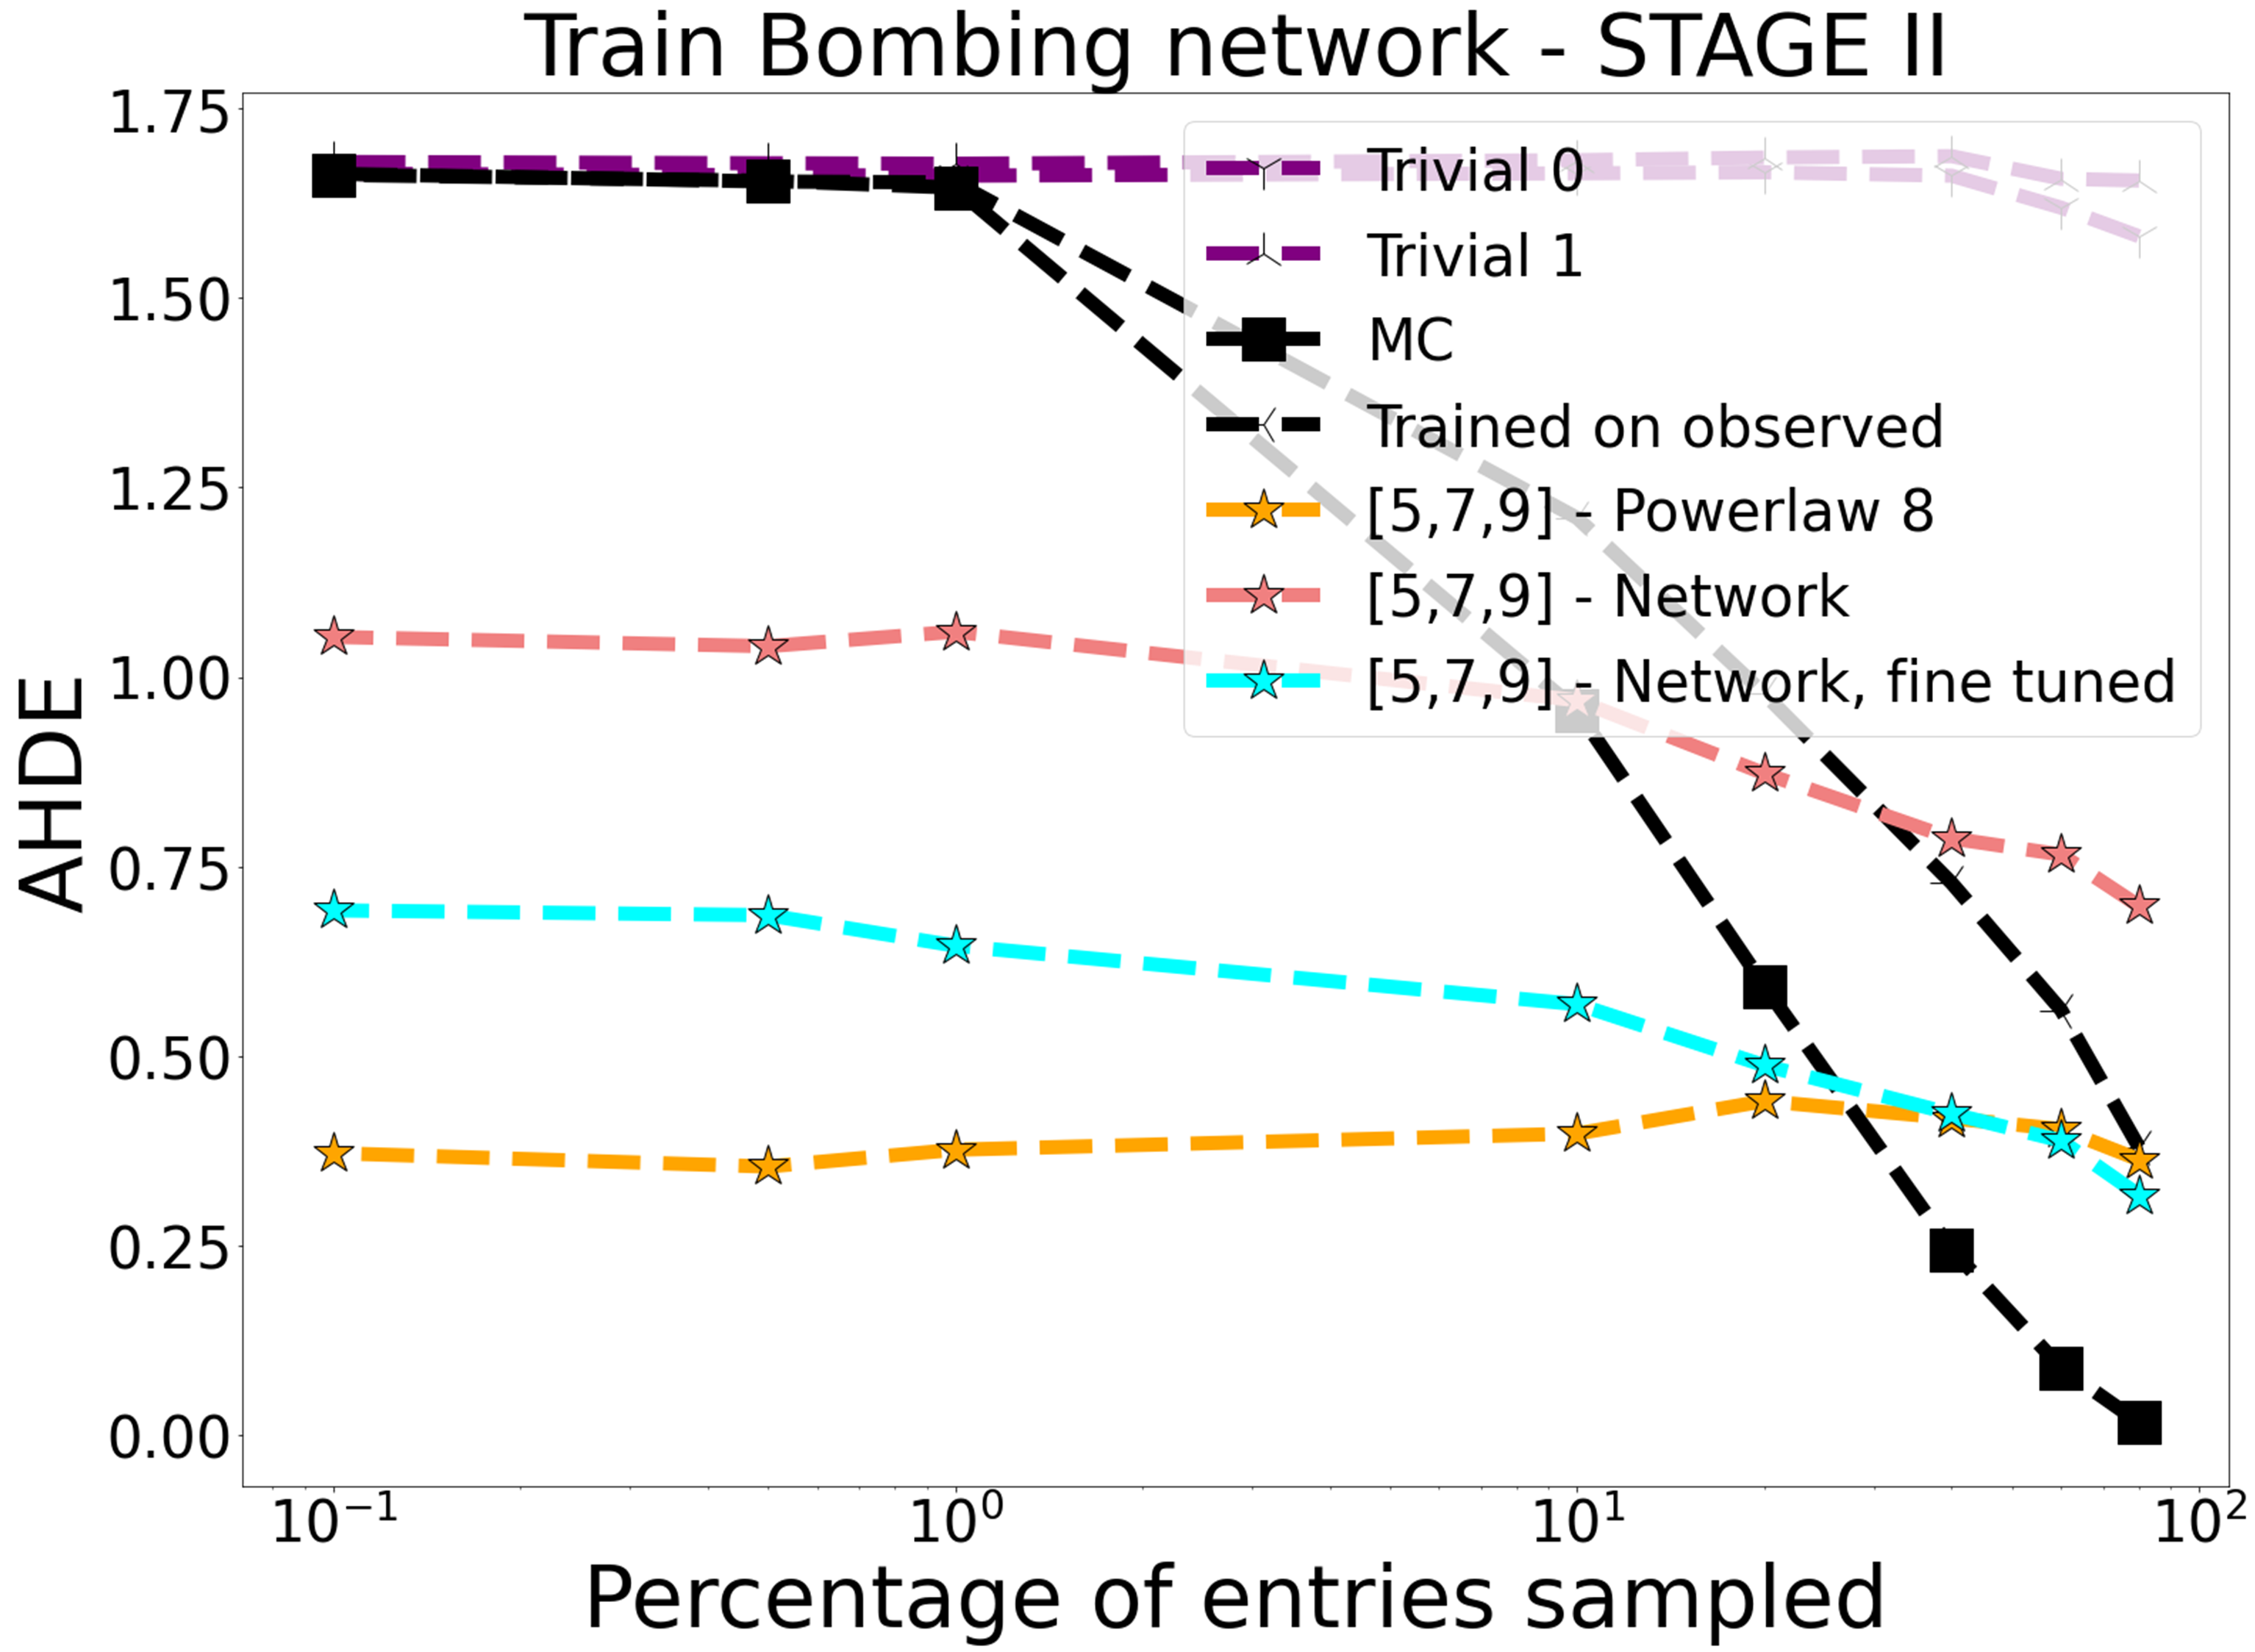 Train Bombing network - STAGE II
1.75
1.50
1.25
1.00
0.75
0.50
0.25
0.00
AHDE
Trivial 0
Trivial 1
MC
Trained on observed
[5,7,9] - Powerlaw 8
[5,7,9] - Network
[5,7,9] - Network, fine tuned
10⁻¹ 10⁰ 10¹ 10²
Percentage of entries sampled